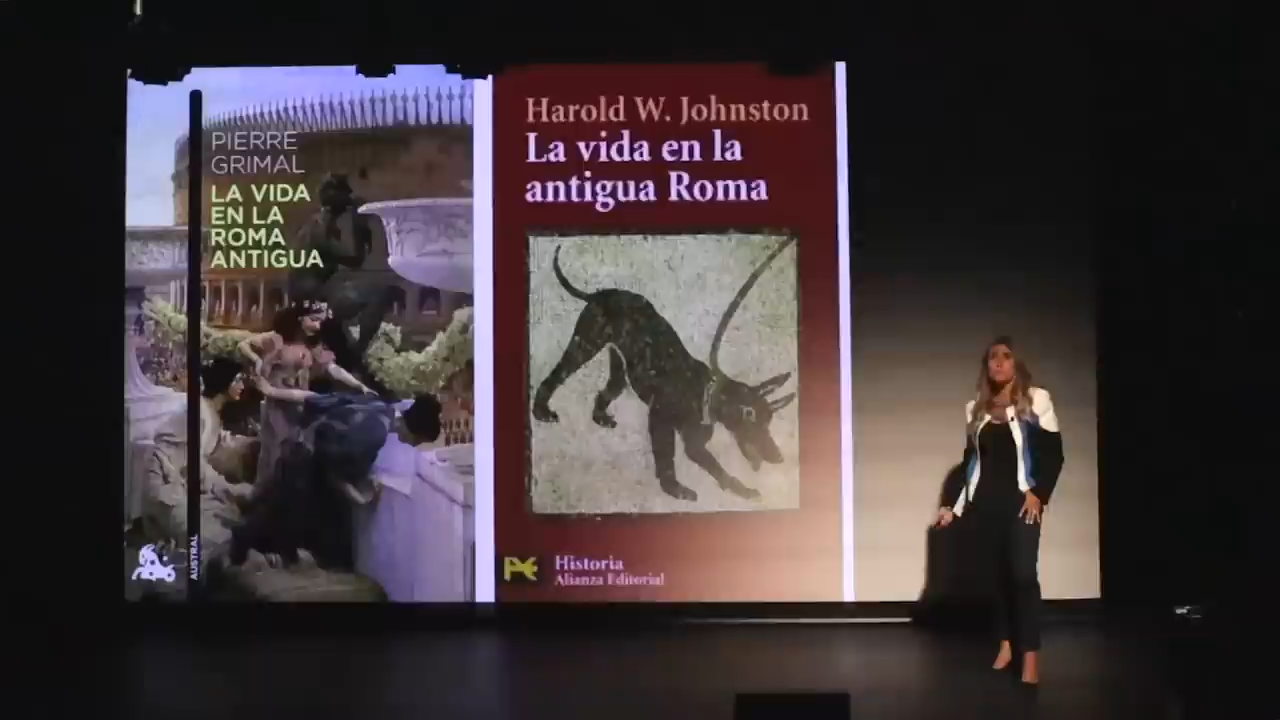 PIERRE
GRIMAL
LA VIDA
EN LA
ROMA
ANTIGUA
AUSTRAL
Harold W. Johnston
La vida en la
antigua Roma
Historia
Alianza Editorial